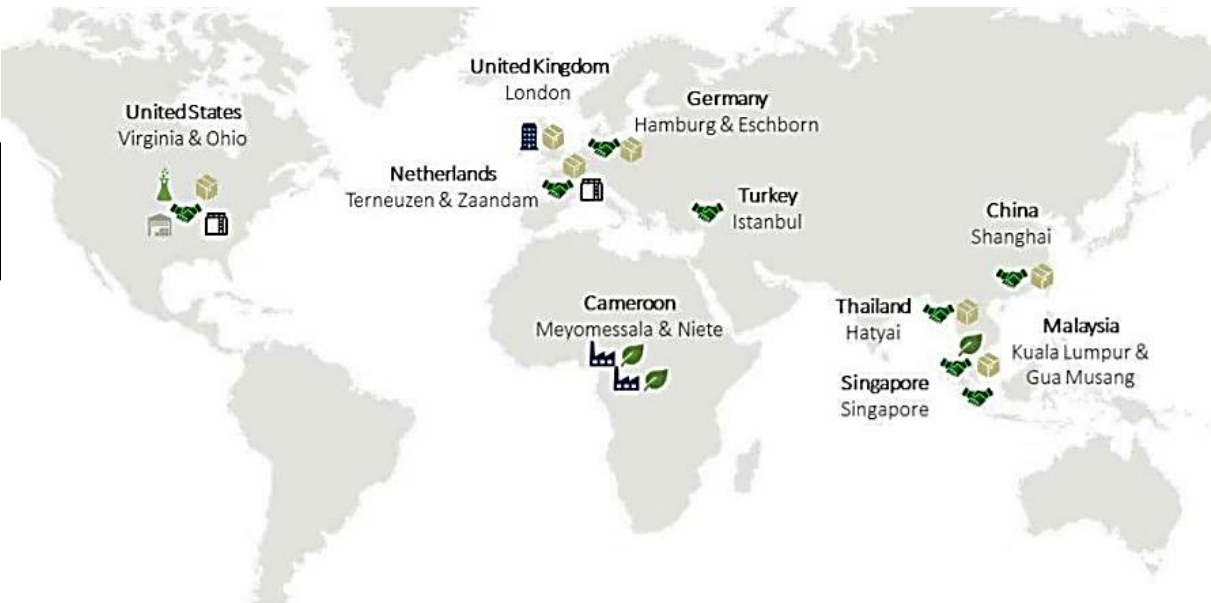 United Kingdom
London
Germany
Hamburg & Eschborn
United States
Virginia & Ohio
Netherlands
Terneuzen & Zaandam
Turkey
Istanbul
China
Shanghai
Cameroon
Meyomessala & Niete
Thailand
Hatyai
Malaysia
Kuala Lumpur &
Gua Musang
Singapore
Singapore